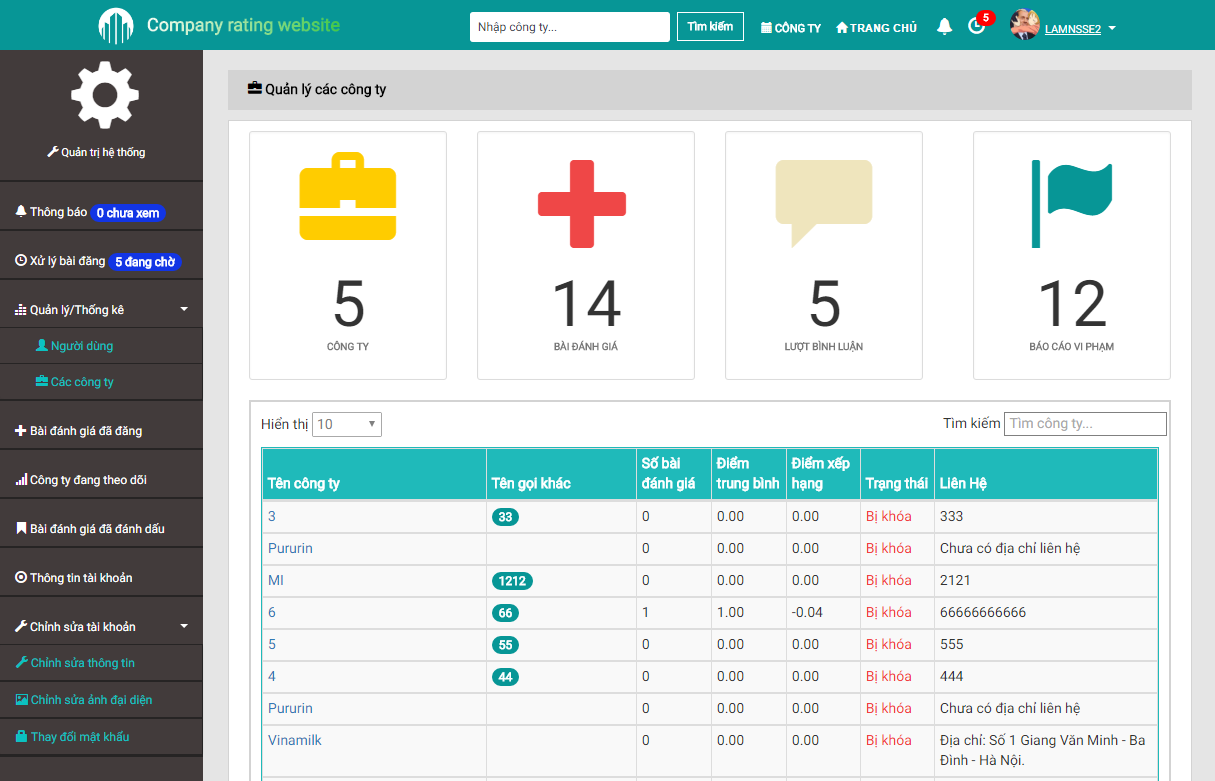 Company rating website
Nhập công ty...
Tìm kiếm
CÔNG TY
TRANG CHỦ
5
LAMNSSE2
Quản trị hệ thống
Thông báo 0 chưa xem
Xử lý bài đăng 5 đang chờ
Quản lý/Thống kê
Người dùng
Các công ty
Bài đánh giá đã đăng
Công ty đang theo dõi
Bài đánh giá đã đánh dấu
Thông tin tài khoản
Chỉnh sửa tài khoản
Chỉnh sửa thông tin
Chỉnh sửa ảnh đại diện
Thay đổi mật khẩu
Quản lý các công ty
5
CÔNG TY
14
BÀI ĐÁNH GIÁ
5
LƯỢT BÌNH LUẬN
12
BÁO CÁO VI PHẠM
Hiển thị 10
Tìm kiếm Tìm công ty...
Tên công ty Tên gọi khác Số bài đánh giá Điểm trung bình Điểm xếp hạng Trạng thái Liên Hệ
3 33 0 0.00 0.00 Bị khóa 333
Pururin 0 0.00 0.00 Bị khóa Chưa có địa chỉ liên hệ
MI 1212 0 0.00 0.00 Bị khóa 2121
6 66 1 1.00 -0.04 Bị khóa 66666666666
5 55 0 0.00 0.00 Bị khóa 555
4 44 0 0.00 0.00 Bị khóa 444
Pururin 0 0.00 0.00 Bị khóa Chưa có địa chỉ liên hệ
Vinamilk 0 0.00 0.00 Bị khóa Địa chỉ: Số 1 Giang Văn Minh - Ba
Đình - Hà Nội.